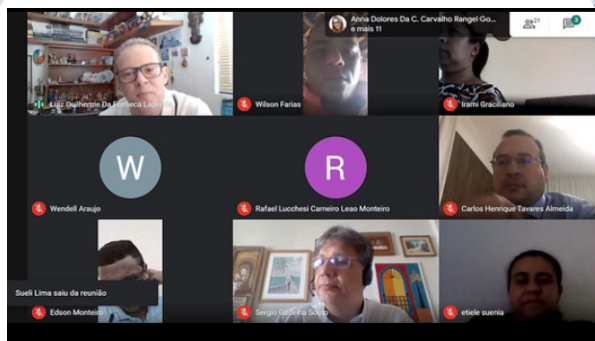 Anna Dolores Da C. Carvalho Rangel Go...
e mais 11
21
3
Luiz Guilherme Da Fonseca
Wilson Farias
Irami Graciliano
W
R
Wendell Araujo
Rafael Lucchesi Carneiro Leao Monteiro
Carlos Henrique Tavares Almeida
Sueli Lima saiu da reunião
Edson Monteiro
Sergio Souto
etiele suenia